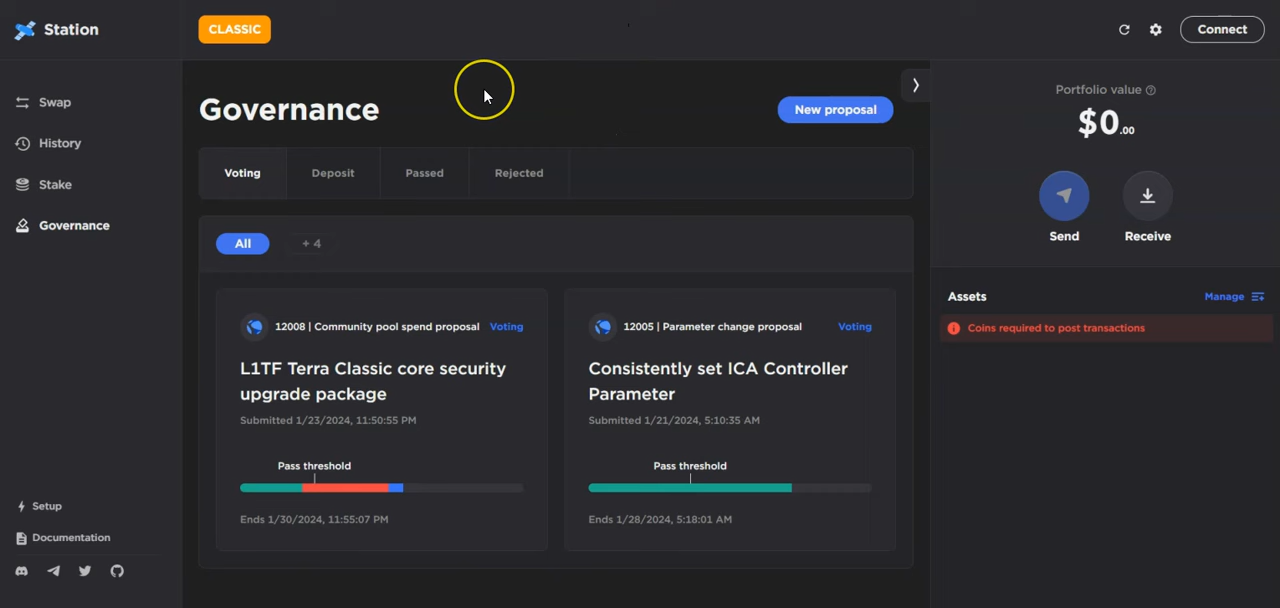 Station
CLASSIC
Connect
Swap
History
Stake
Governance
Setup
Documentation
Governance
New proposal
Voting
Deposit
Passed
Rejected
All
+ 4
12008 | Community pool spend proposal
Voting
L1TF Terra Classic core security
upgrade package
Submitted 1/23/2024, 11:50:55 PM
Pass threshold
Ends 1/30/2024, 11:55:07 PM
12005 | Parameter change proposal
Voting
Consistently set ICA Controller
Parameter
Submitted 1/21/2024, 5:10:35 AM
Pass threshold
Ends 1/28/2024, 5:18:01 AM
Portfolio value
$0.00
Send
Receive
Assets
Manage
Coins required to post transactions